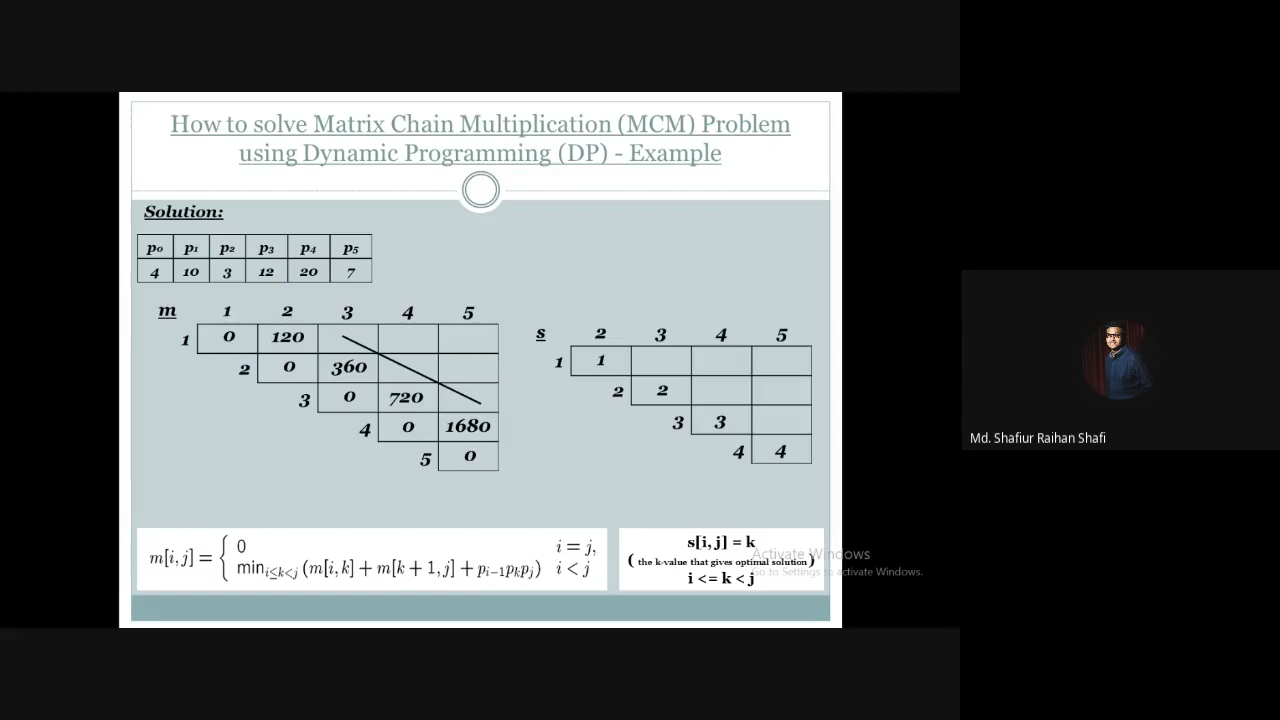 How to solve Matrix Chain Multiplication (MCM) Problem
using Dynamic Programming (DP) - Example
Solution:
p0 p1 p2 p3 p4 p5
4 10 3 12 20 7
m 1 2 3 4 5
1 0 120
2 0 360
3 0 720
4 0 1680
5 0
s 2 3 4 5
1 1
2 2
3 3
4 4
m[i,j] = { 0 i = j,
min i≤k<j (m[i,k] + m[k+1,j] + pi−1pkpj) i < j
s[i, j] = k
( the k-value that gives optimal solution )
i <= k < j
Activate Windows
Go to Settings to activate Windows.
Md. Shafiur Raihan Shafi